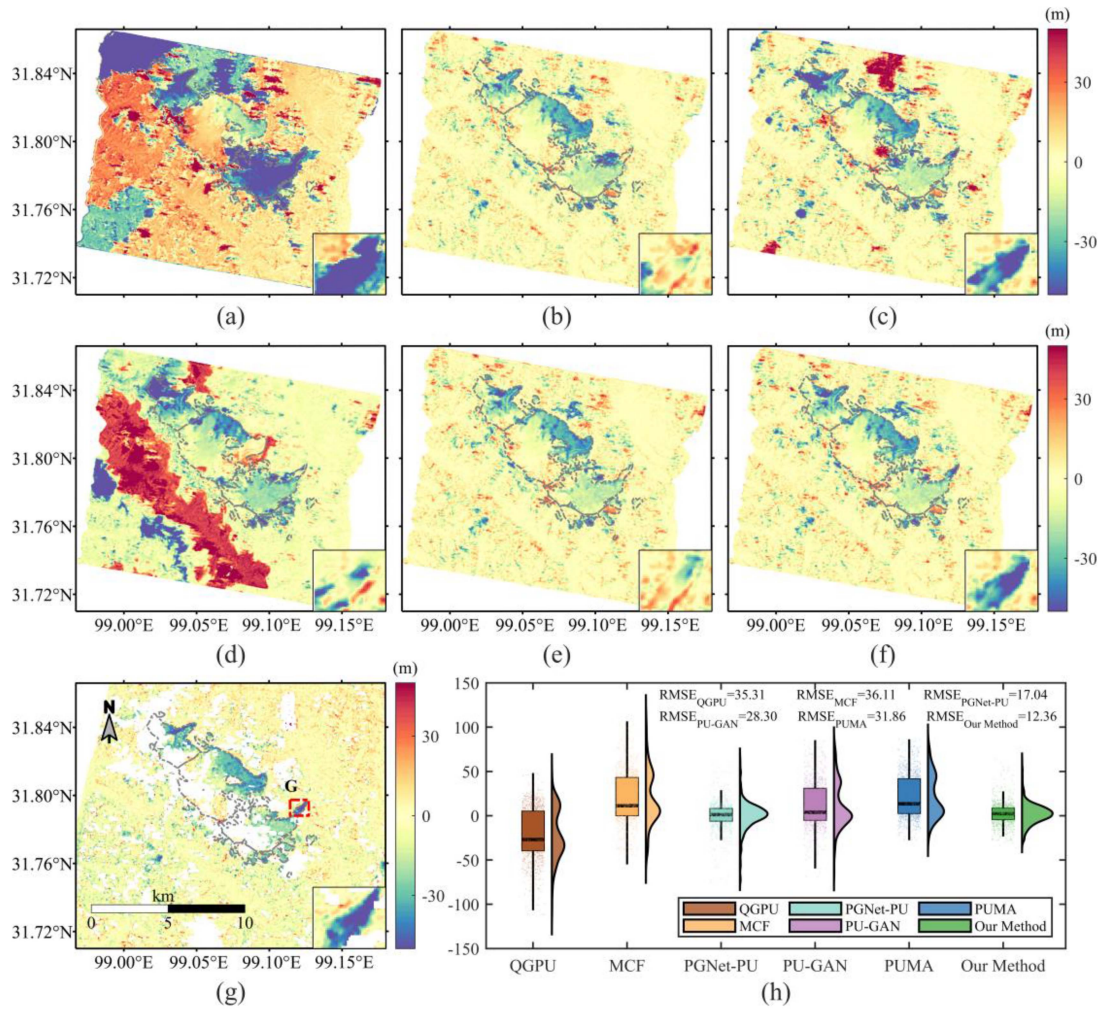 (m)
31.84°N
31.80°N
31.76°N
31.72°N
30
0
-30
(a)
(b)
(c)
(m)
31.84°N
31.80°N
31.76°N
31.72°N
30
0
-30
99.00°E 99.05°E 99.10°E 99.15°E
99.00°E 99.05°E 99.10°E 99.15°E
99.00°E 99.05°E 99.10°E 99.15°E
(d)
(e)
(f)
(m)
31.84°N
31.80°N
31.76°N
31.72°N
N
G
km
0 5 10
30
0
-30
99.00°E 99.05°E 99.10°E 99.15°E
(g)
150
100
50
0
-50
-100
-150
RMSE_QGPU=35.31 RMSE_MCF=36.11 RMSE_PGNet-PU=17.04
RMSE_PU-GAN=28.30 RMSE_PUMA=31.86 RMSE_Our Method=12.36
QGPU PGNet-PU PUMA
MCF PU-GAN Our Method
QGPU MCF PGNet-PU PU-GAN PUMA Our Method
(h)